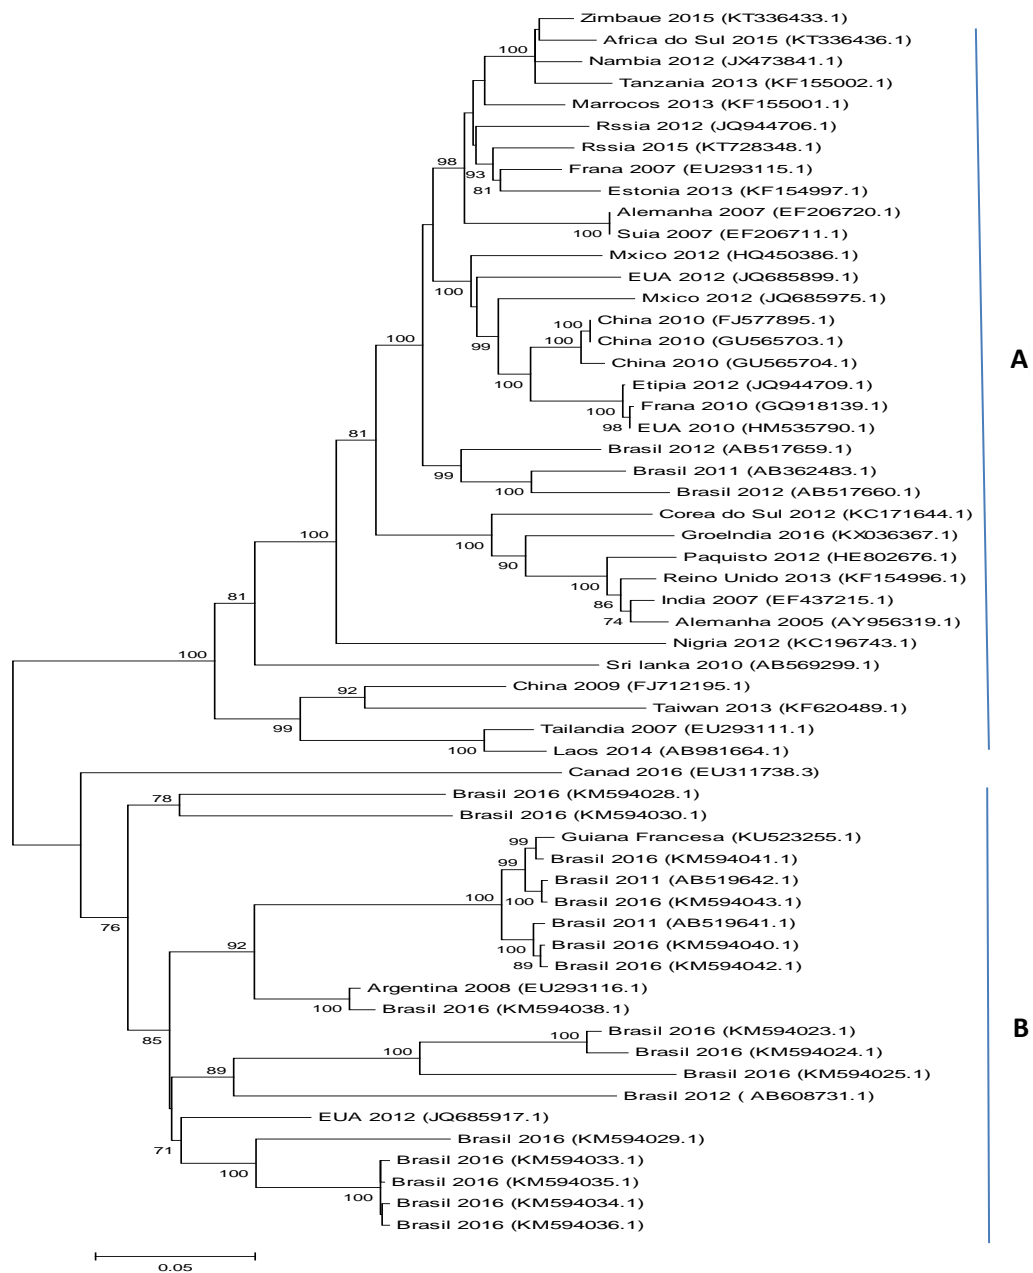 Zimbaue 2015 (KT336433.1)
Africa do Sul 2015 (KT336436.1)
100
Nambia 2012 (JX473841.1)
Tanzania 2013 (KF155002.1)
Marrocos 2013 (KF155001.1)
Rssia 2012 (JQ944706.1)
Rssia 2015 (KT728348.1)
98
Frana 2007 (EU293115.1)
93
Estonia 2013 (KF154997.1)
81
Alemanha 2007 (EF206720.1)
Suia 2007 (EF206711.1)
100
Mxico 2012 (HQ450386.1)
EUA 2012 (JQ685899.1)
100
Mxico 2012 (JQ685975.1)
China 2010 (FJ577895.1)
100
China 2010 (GU565703.1)
100
99
China 2010 (GU565704.1)
100
A
Etipia 2012 (JQ944709.1)
100
Frana 2010 (GQ918139.1)
100
EUA 2010 (HM535790.1)
98
81
Brasil 2012 (AB517659.1)
Brasil 2011 (AB362483.1)
99
Brasil 2012 (AB517660.1)
100
Corea do Sul 2012 (KC171644.1)
GroeIndia 2016 (KX036367.1)
100
100
Paquisto 2012 (HE802676.1)
90
Reino Unido 2013 (KF154996.1)
100
India 2007 (EF437215.1)
81
86
Alemanha 2005 (AY956319.1)
74
Nigria 2012 (KC196743.1)
100
Sri lanka 2010 (AB569299.1)
China 2009 (FJ712195.1)
92
Taiwan 2013 (KF620489.1)
99
Tailandia 2007 (EU293111.1)
Laos 2014 (AB981664.1)
100
Canad 2016 (EU311738.3)
Brasil 2016 (KM594028.1)
78
Brasil 2016 (KM594030.1)
Guiana Francesa (KU523255.1)
99
Brasil 2016 (KM594041.1)
99
Brasil 2011 (AB519642.1)
100
Brasil 2016 (KM594043.1)
100
Brasil 2011 (AB519641.1)
76
Brasil 2016 (KM594040.1)
100
92
Brasil 2016 (KM594042.1)
89
Argentina 2008 (EU293116.1)
Brasil 2016 (KM594038.1)
100
B
Brasil 2016 (KM594023.1)
100
85
Brasil 2016 (KM594024.1)
100
Brasil 2016 (KM594025.1)
89
Brasil 2012 ( AB608731.1)
EUA 2012 (JQ685917.1)
Brasil 2016 (KM594029.1)
71
Brasil 2016 (KM594033.1)
100
Brasil 2016 (KM594035.1)
100
Brasil 2016 (KM594034.1)
Brasil 2016 (KM594036.1)
0.05